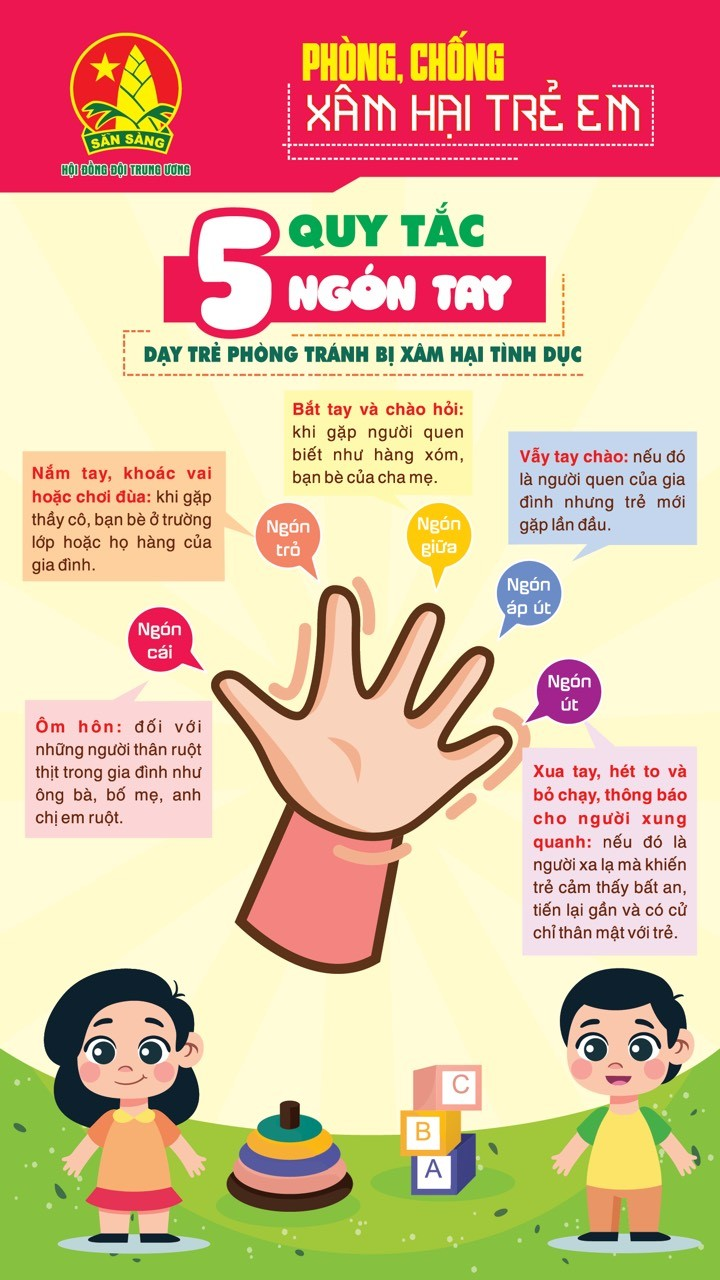 SẴN SÀNG
HỘI ĐỒNG ĐỘI TRUNG ƯƠNG
PHÒNG, CHỐNG
XÂM HẠI TRẺ EM
5 QUY TẮC
NGÓN TAY
DẠY TRẺ PHÒNG TRÁNH BỊ XÂM HẠI TÌNH DỤC
Bắt tay và chào hỏi:
khi gặp người quen
biết như hàng xóm,
bạn bè của cha mẹ.
Nắm tay, khoác vai
hoặc chơi đùa: khi gặp
thầy cô, bạn bè ở trường
lớp hoặc họ hàng của
gia đình.
Vẫy tay chào: nếu đó
là người quen của gia
đình nhưng trẻ mới
gặp lần đầu.
Ngón
trỏ
Ngón
giữa
Ngón
áp út
Ngón
cái
Ngón
út
Ôm hôn: đối với
những người thân ruột
thịt trong gia đình như
ông bà, bố mẹ, anh
chị em ruột.
Xua tay, hét to và
bỏ chạy, thông báo
cho người xung
quanh: nếu đó là
người xa lạ mà khiến
trẻ cảm thấy bất an,
tiến lại gần và có cử
chỉ thân mật với trẻ.
C
B
A